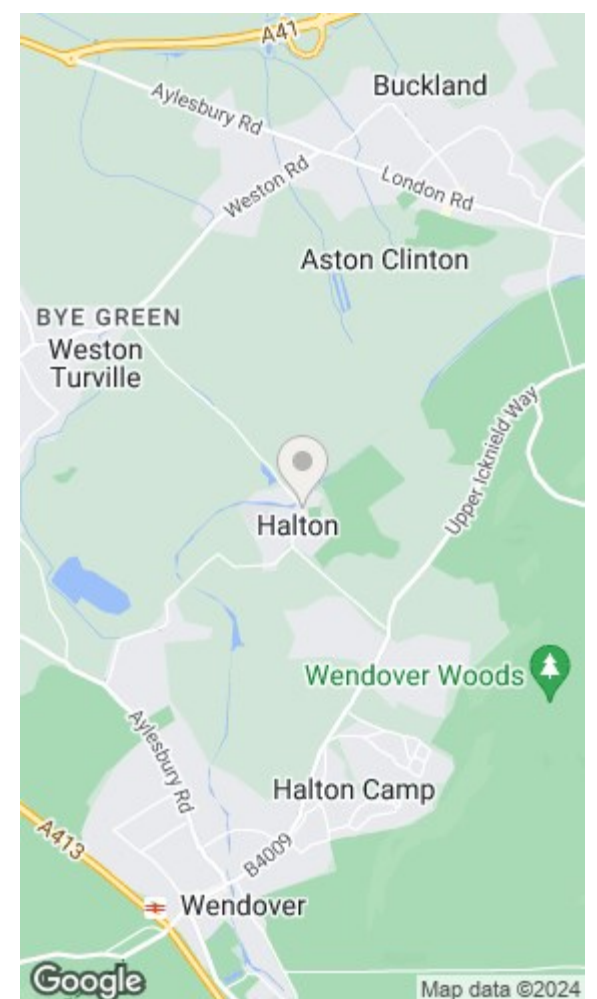 A41
Buckland
Aylesbury Rd
Weston Rd
London Rd
Aston Clinton
BYE GREEN
Weston
Turville
Upper Icknield Way
Halton
Wendover Woods
Aylesbury Rd
Halton Camp
A413
B4009
Wendover
Google
Map data ©2024